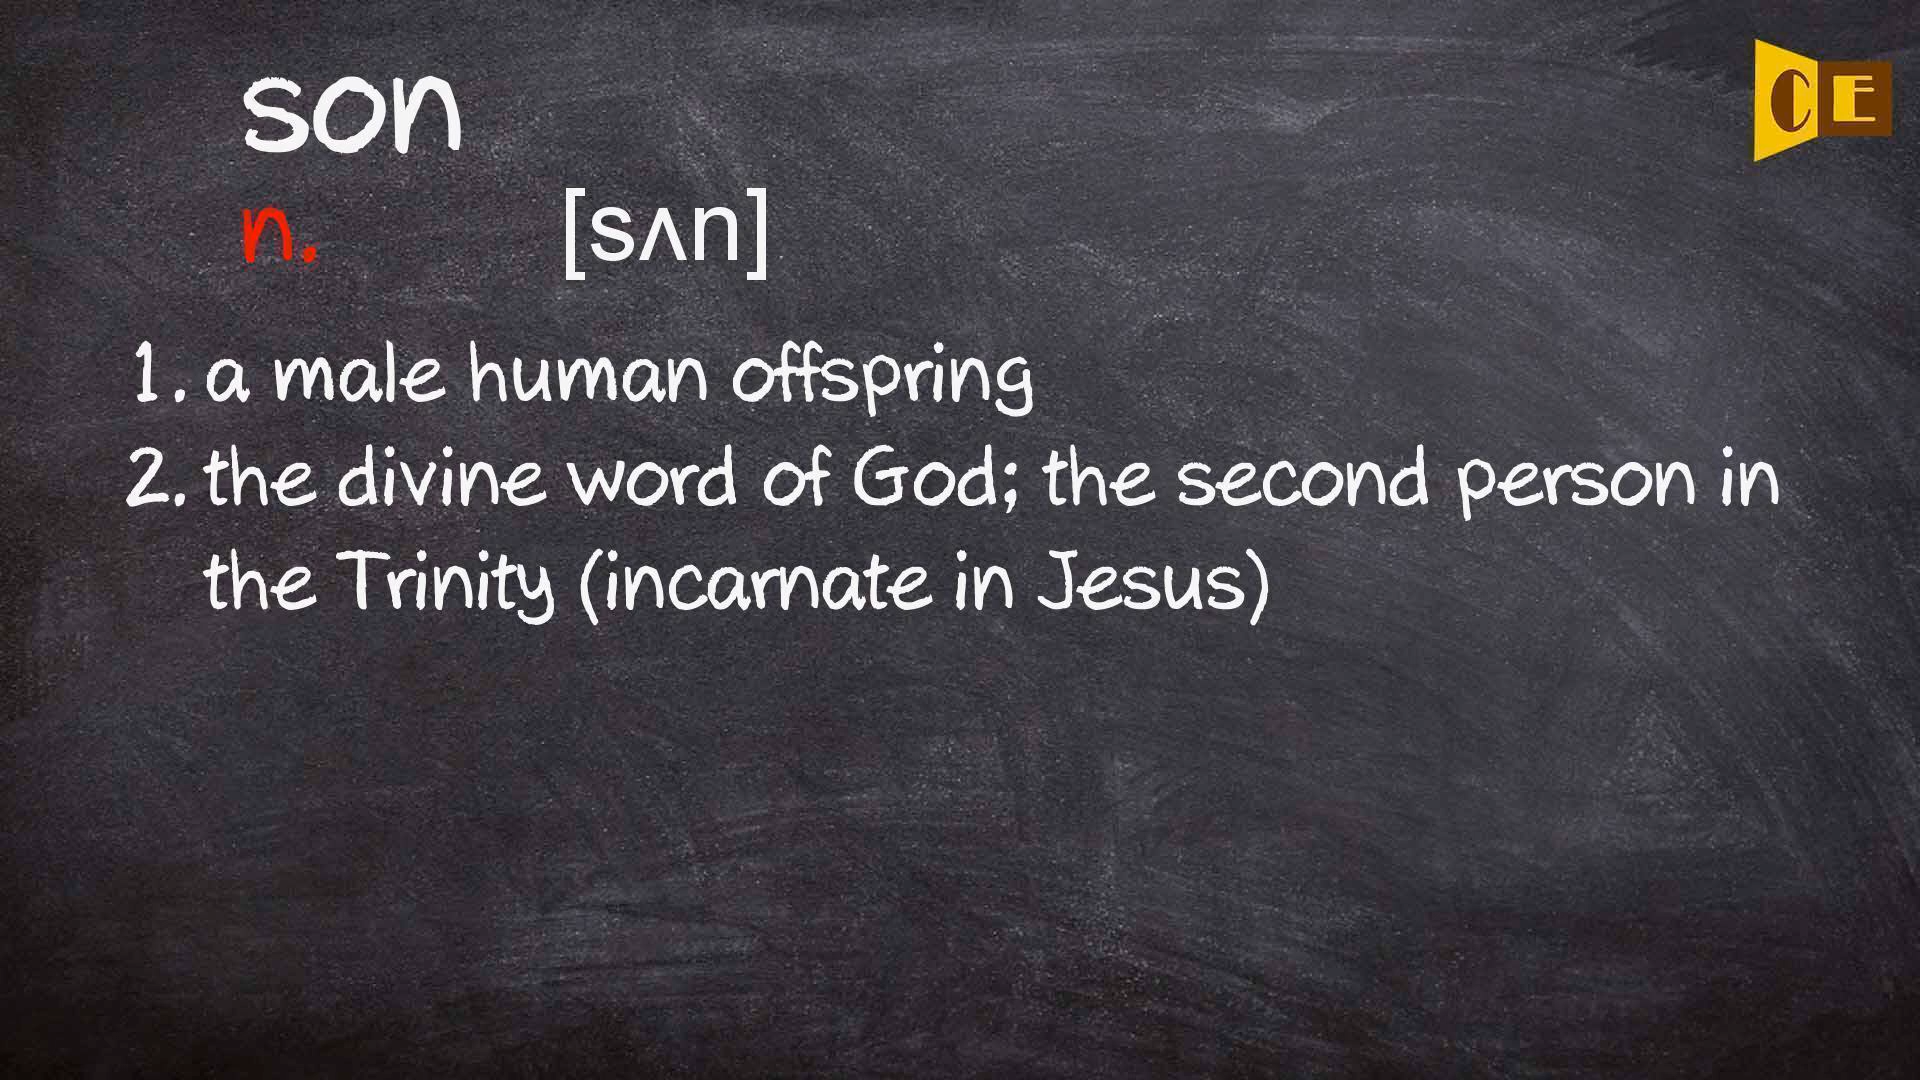 son
CE
n. [sʌn]
1. a male human offspring
2. the divine word of God; the second person in
the Trinity (incarnate in Jesus)